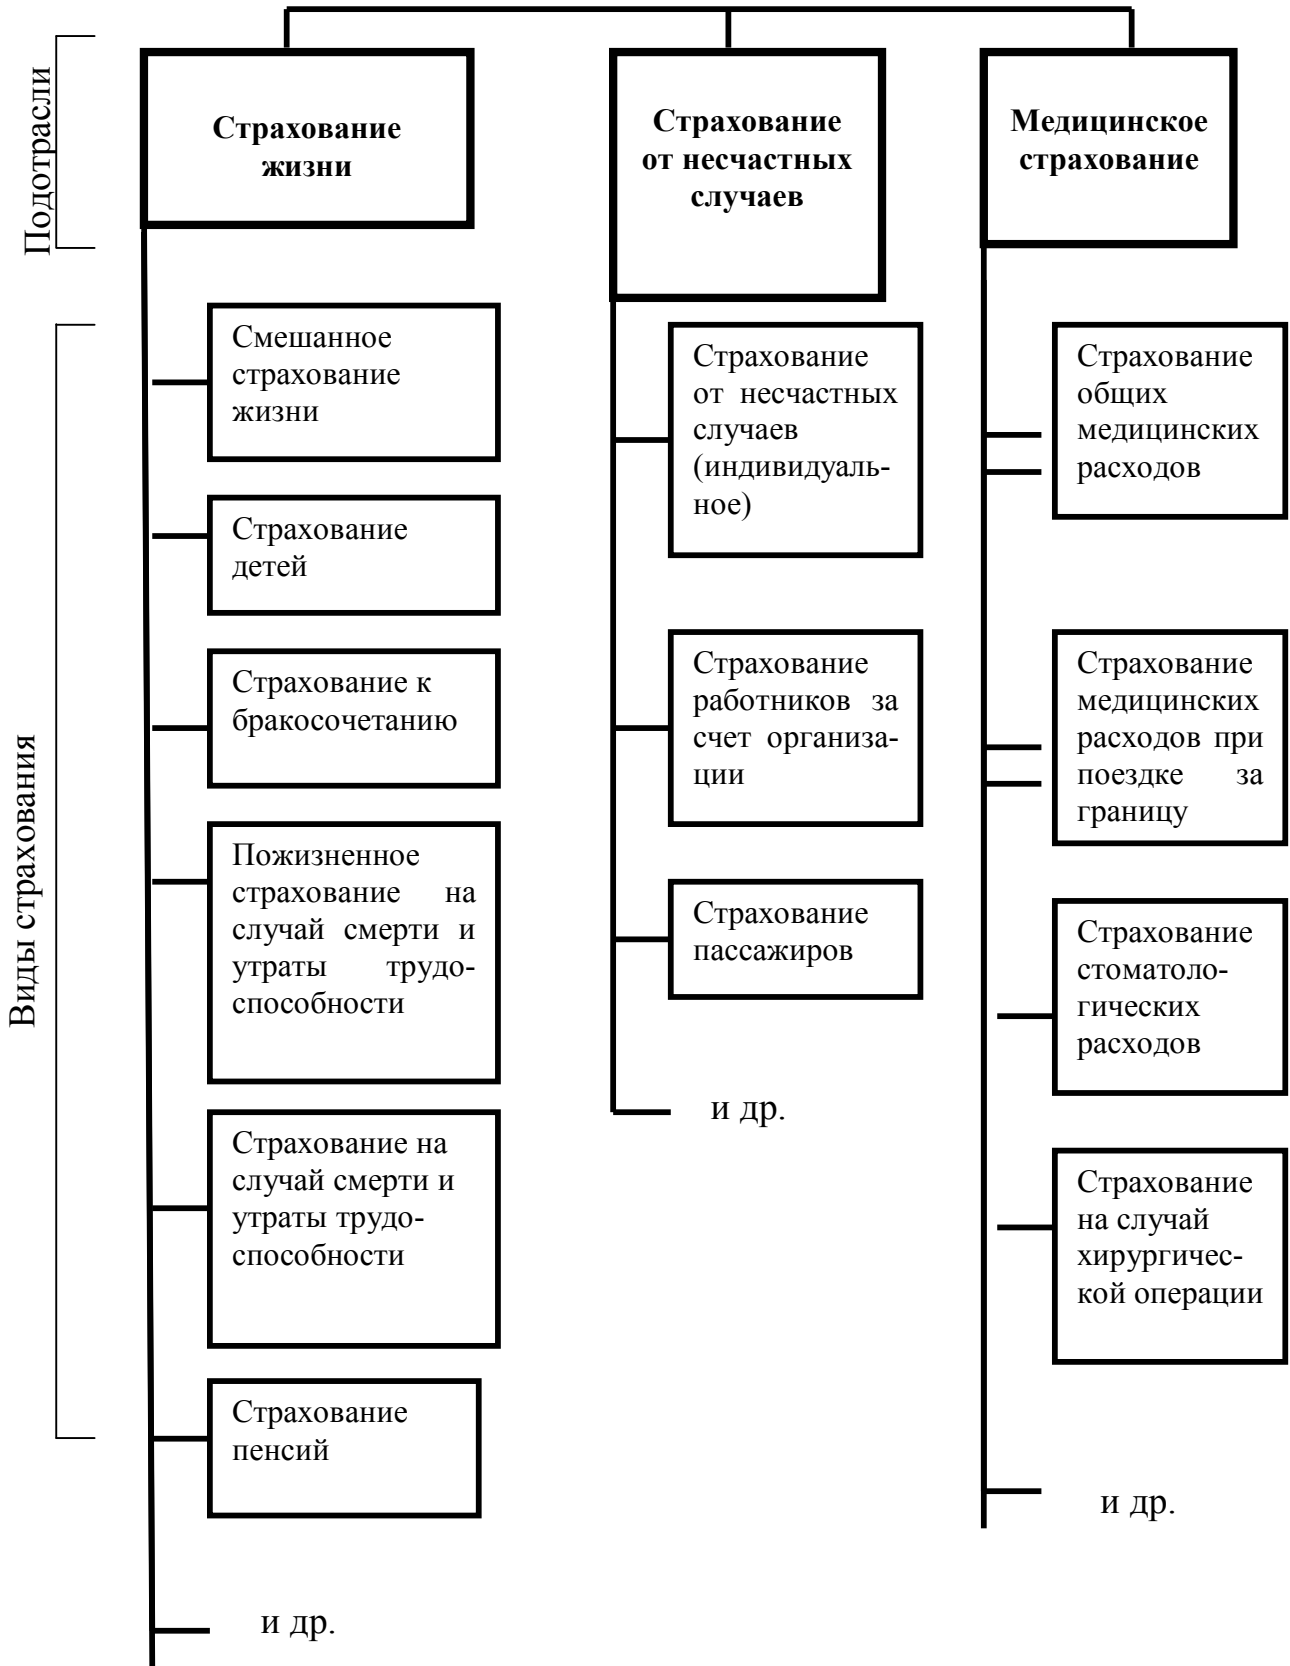 Подотрасли
Страхование
жизни
Страхование
от несчастных
случаев
Медицинское
страхование
Виды страхования
Смешанное
страхование
жизни
Страхование
детей
Страхование к
бракосочетанию
Пожизненное
страхование на
случай смерти и
утраты трудо-
способности
Страхование на
случай смерти и
утраты трудо-
способности
Страхование
пенсий
и др.
Страхование
от несчастных
случаев
(индивидуаль-
ное)
Страхование
работников за
счет организа-
ции
Страхование
пассажиров
и др.
Страхование
общих
медицинских
расходов
Страхование
медицинских
расходов при
поездке за
границу
Страхование
стоматоло-
гических
расходов
Страхование
на случай
хирургичес-
кой операции
и др.